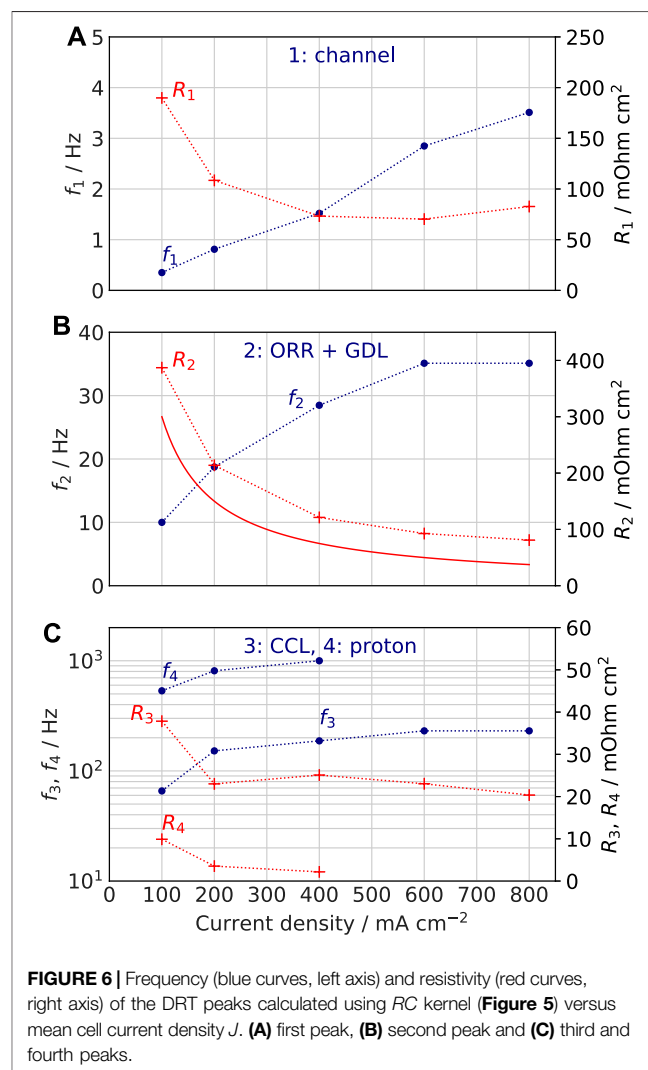 A
1: channel
f1 / Hz
5
4
3
2
1
0
R1
f1
250
200
150
100
50
0
R1 / mOhm cm2
B
2: ORR + GDL
f2 / Hz
40
30
20
10
0
R2
f2
400
300
200
100
0
R2 / mOhm cm2
C
3: CCL, 4: proton
f3, f4 / Hz
10^3
10^2
10^1
f4
R3
f3
R4
60
50
40
30
20
10
0
R3, R4 / mOhm cm2
0 100 200 300 400 500 600 700 800
Current density / mA cm−2
FIGURE 6 | Frequency (blue curves, left axis) and resistivity (red curves,
right axis) of the DRT peaks calculated using RC kernel (Figure 5) versus
mean cell current density J. (A) first peak, (B) second peak and (C) third and
fourth peaks.